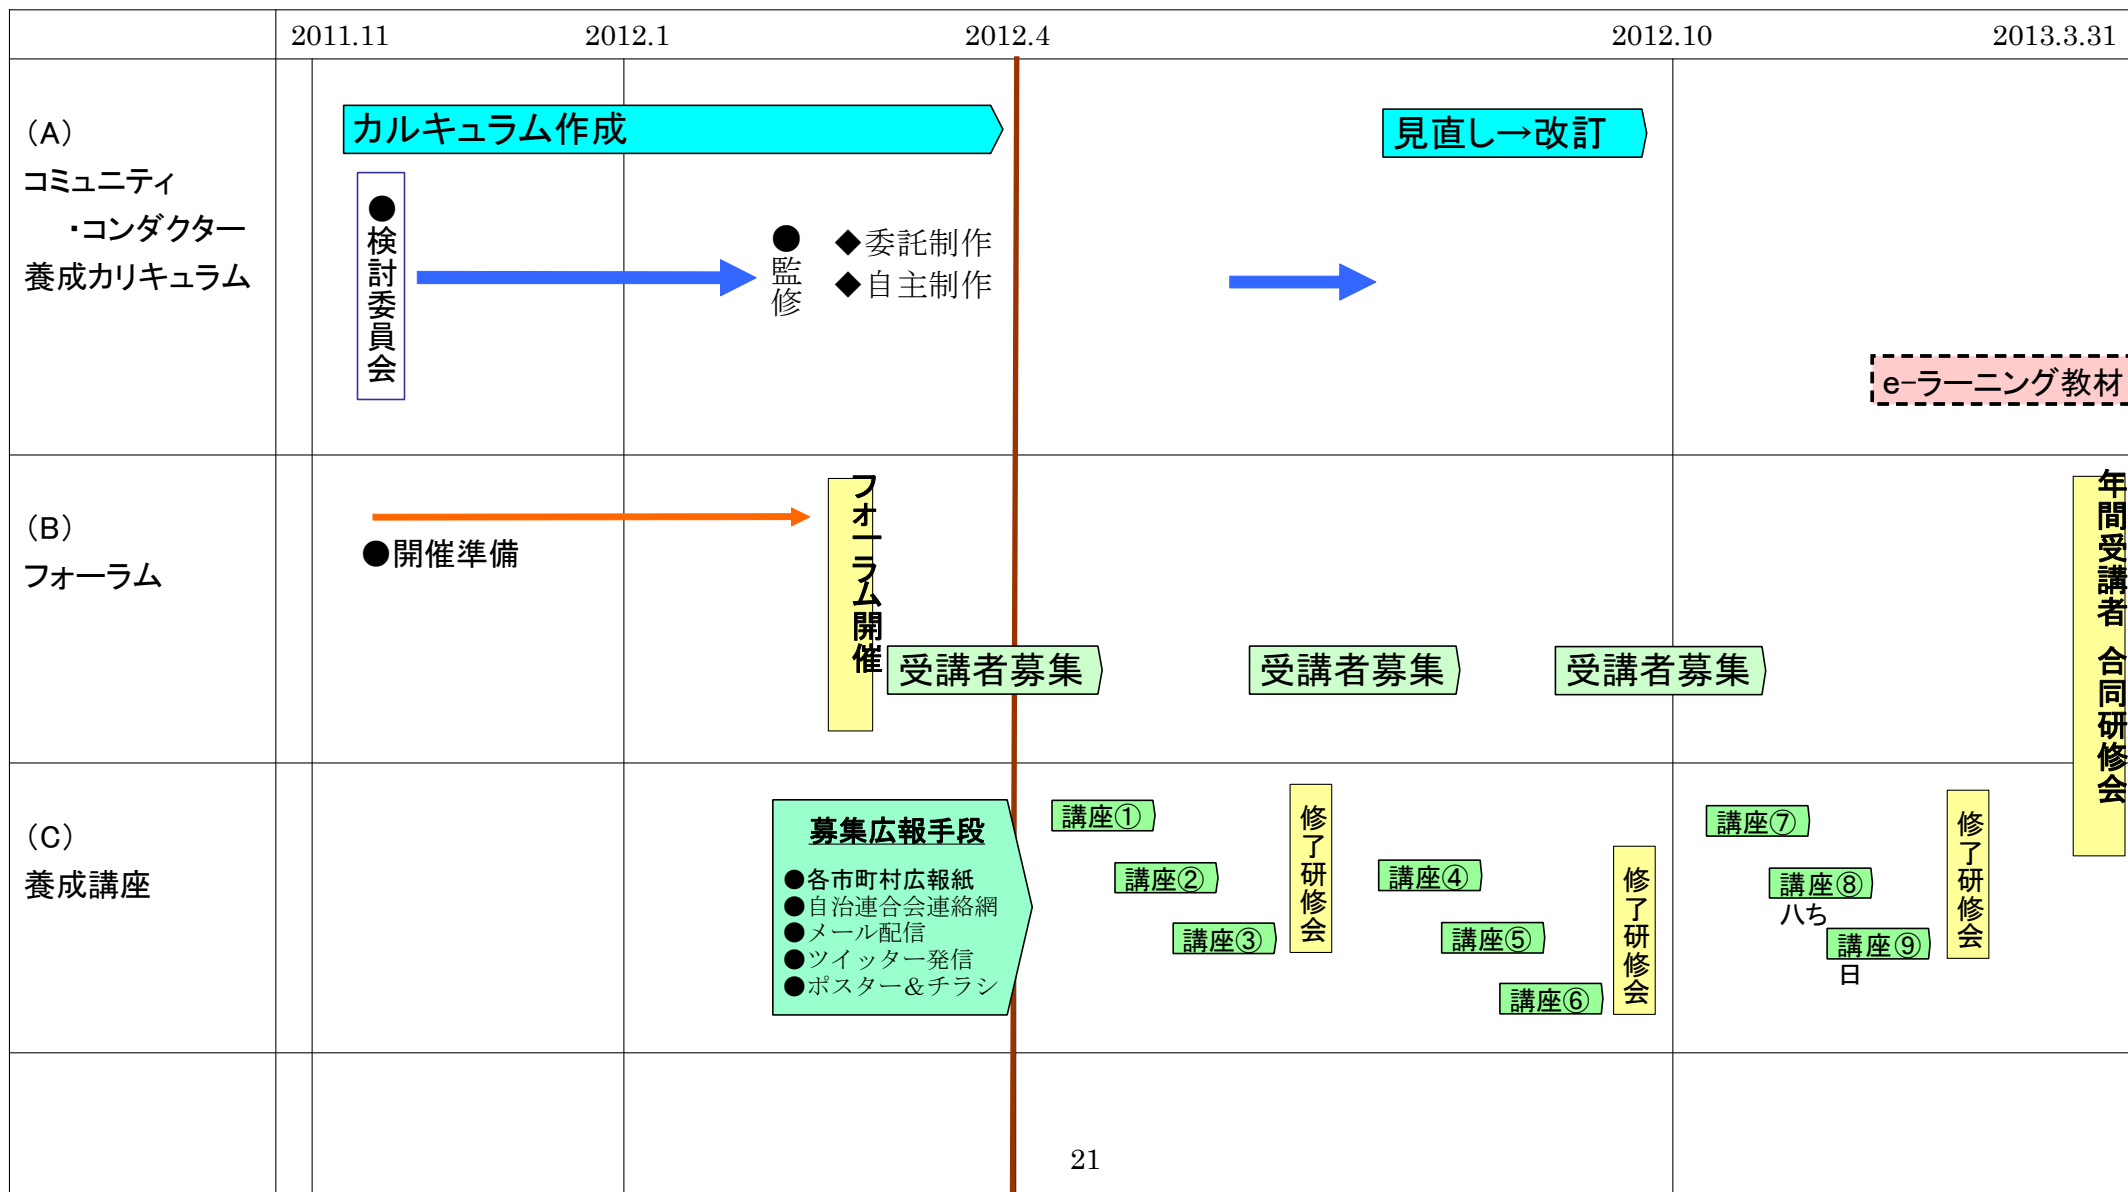 2011.11
2012.1
2012.4
2012.10
2013.3.31
（A）
コミュニティ
・コンダクター
養成カリキュラム
カルキュラム作成
見直し→改訂
●検討委員会
●監修
◆委託制作
◆自主制作
e-ラーニング教材
（B）
フォーラム
●開催準備
フォーラム開催
受講者募集
受講者募集
受講者募集
年間受講者 合同研修会
（C）
養成講座
募集広報手段
●各市町村広報紙
●自治連合会連絡網
●メール配信
●ツイッター発信
●ポスター＆チラシ
講座①
講座②
講座③
修了研修会
講座④
講座⑤
講座⑥
修了研修会
講座⑦
講座⑧
八ち
講座⑨
日
修了研修会
21